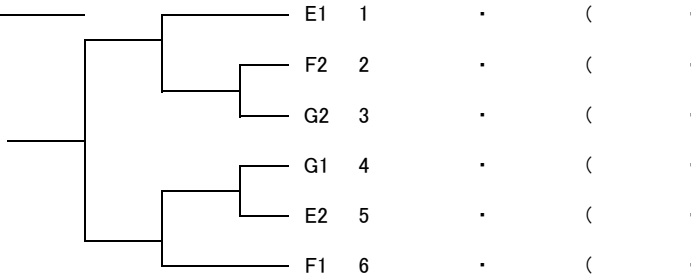 E1 1 ・ ( ・
F2 2 ・ ( ・
G2 3 ・ ( ・
G1 4 ・ ( ・
E2 5 ・ ( ・
F1 6 ・ ( ・